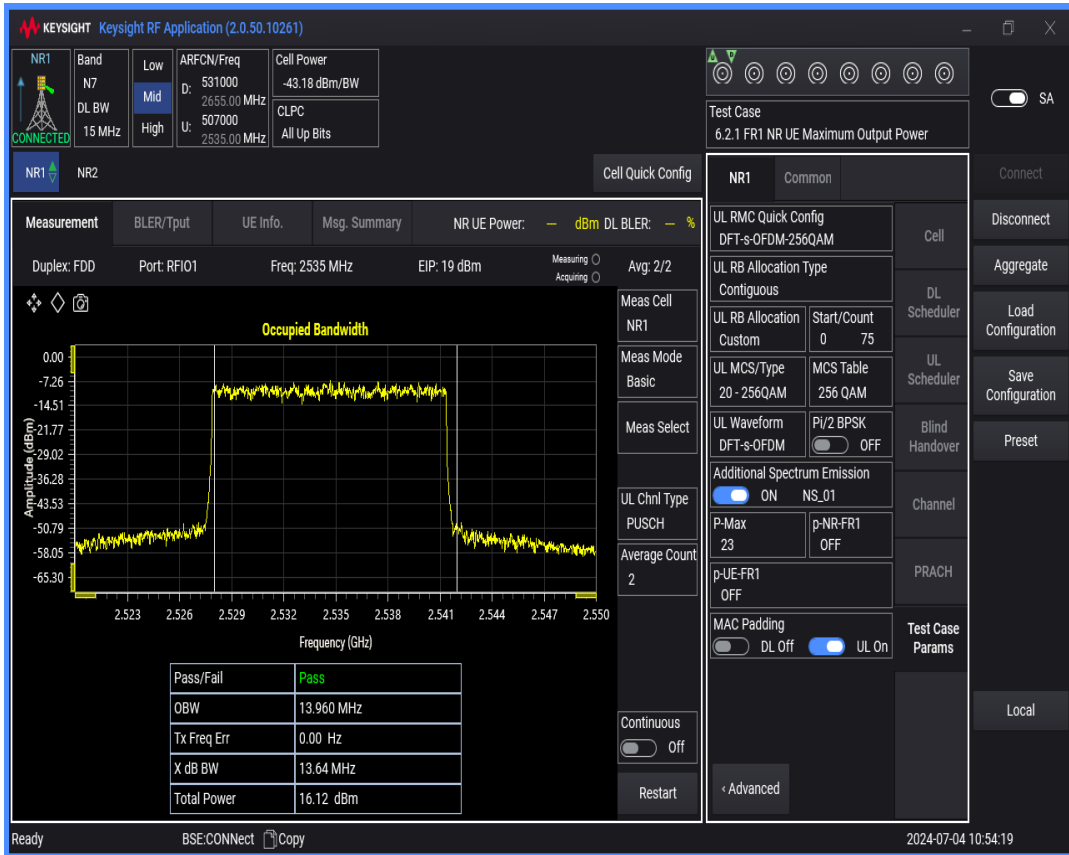 KEYSIGHT Keysight RF Application (2.0.50.10261)
NR1
CONNECTED
Band
N7
DL BW
15 MHz
Low
Mid
High
ARFCN/Freq
D: 531000
2655.00 MHz
U: 507000
2535.00 MHz
Cell Power
-43.18 dBm/BW
CLPC
All Up Bits
Test Case
6.2.1 FR1 NR UE Maximum Output Power
SA
NR1 NR2
Cell Quick Config
Measurement BLER/Tput UE Info. Msg. Summary NR UE Power: --- dBm DL BLER: --- %
Duplex: FDD Port: RFIO1 Freq: 2535 MHz EIP: 19 dBm Measuring Avg: 2/2
Acquiring
Occupied Bandwidth
Amplitude (dBm)
0.00
-7.26
-14.51
-21.77
-29.02
-36.28
-43.53
-50.79
-58.05
-65.30
2.523 2.526 2.529 2.532 2.535 2.538 2.541 2.544 2.547 2.550
Frequency (GHz)
Pass/Fail Pass
OBW 13.960 MHz
Tx Freq Err 0.00 Hz
X dB BW 13.64 MHz
Total Power 16.12 dBm
Meas Cell
NR1
Meas Mode
Basic
Meas Select
UL Chnl Type
PUSCH
Average Count
2
Continuous
Off
Restart
NR1 Common
UL RMC Quick Config
DFT-s-OFDM-256QAM
UL RB Allocation Type
Contiguous
UL RB Allocation Start/Count
Custom 0 75
UL MCS/Type MCS Table
20 - 256QAM 256 QAM
UL Waveform Pi/2 BPSK
DFT-s-OFDM OFF
Additional Spectrum Emission
ON NS_01
P-Max p-NR-FR1
23 OFF
p-UE-FR1
OFF
MAC Padding
DL Off UL On
‹ Advanced
Cell
DL
Scheduler
UL
Scheduler
Blind
Handover
Channel
PRACH
Test Case
Params
Connect
Disconnect
Aggregate
Load
Configuration
Save
Configuration
Preset
Local
Ready BSE:CONNect Copy 2024-07-04 10:54:19